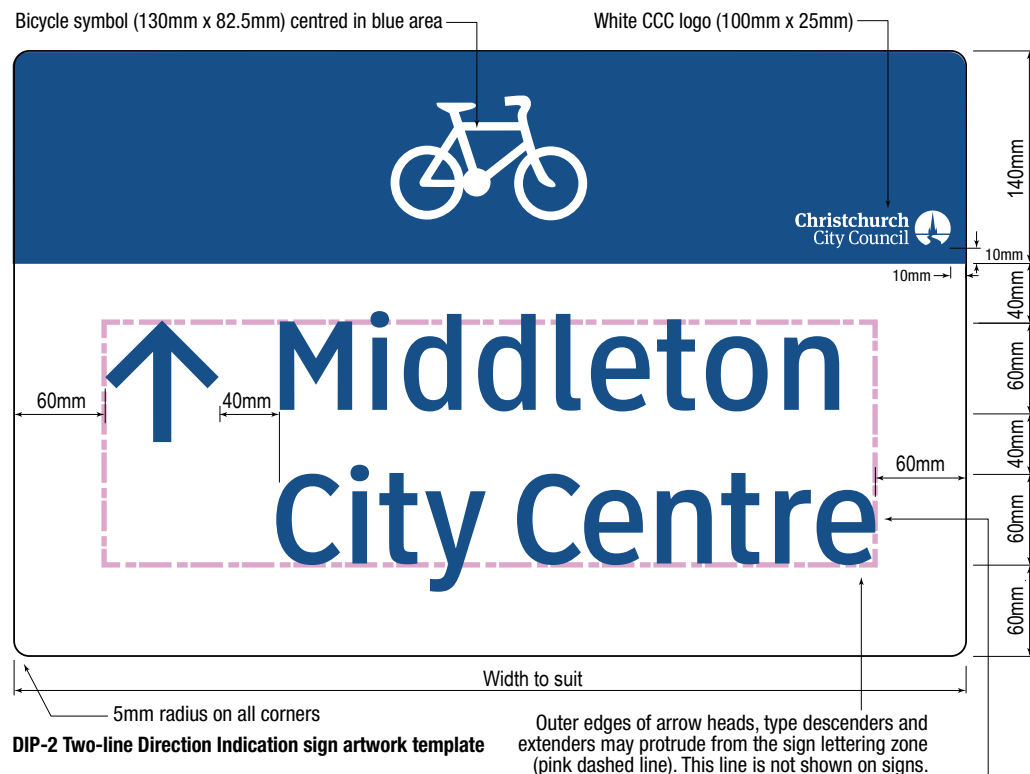 Bicycle symbol (130mm x 82.5mm) centred in blue area
White CCC logo (100mm x 25mm)
140mm
Christchurch
City Council
10mm
10mm
40mm
Middleton
60mm
60mm
40mm
40mm
City Centre
60mm
60mm
60mm
Width to suit
5mm radius on all corners
DIP-2 Two-line Direction Indication sign artwork template
Outer edges of arrow heads, type descenders and
extenders may protrude from the sign lettering zone
(pink dashed line). This line is not shown on signs.